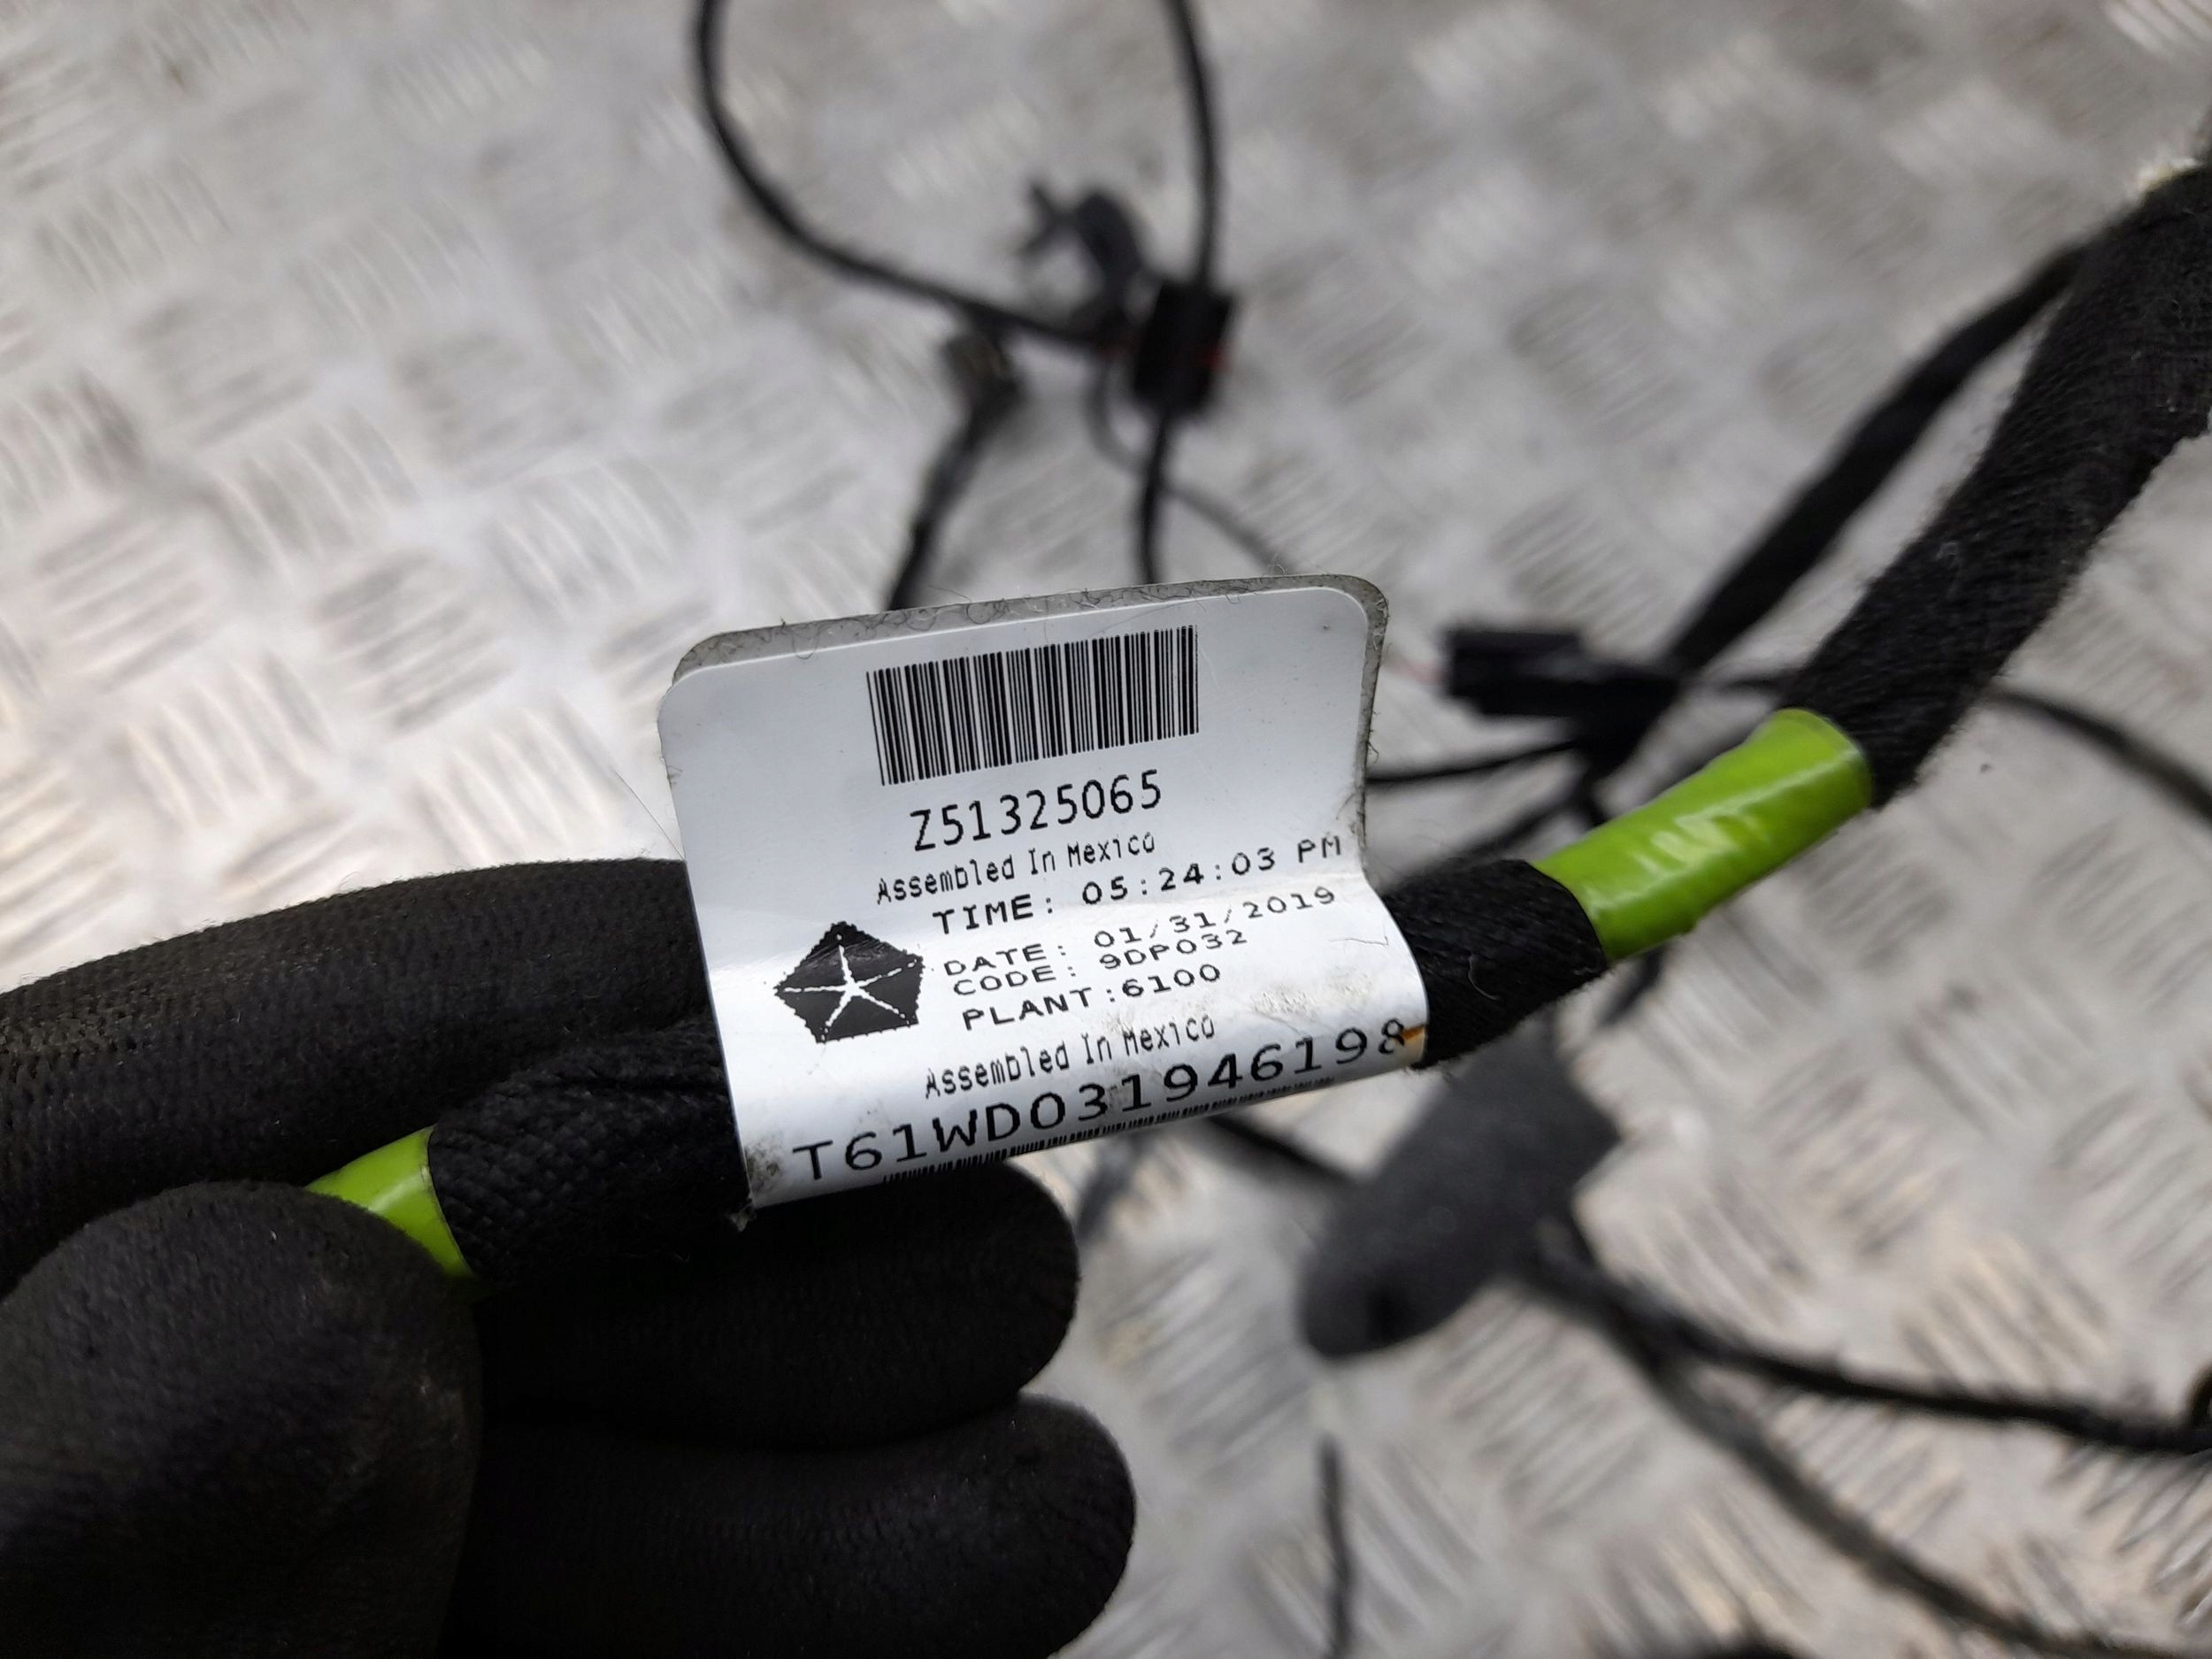 Z51325065
Assembled In Mexico
TIME: 05:24:03 PM
DATE: 01/31/2019
CODE: 9DP032
PLANT:6100
Assembled In Mexico
T61WD031946198